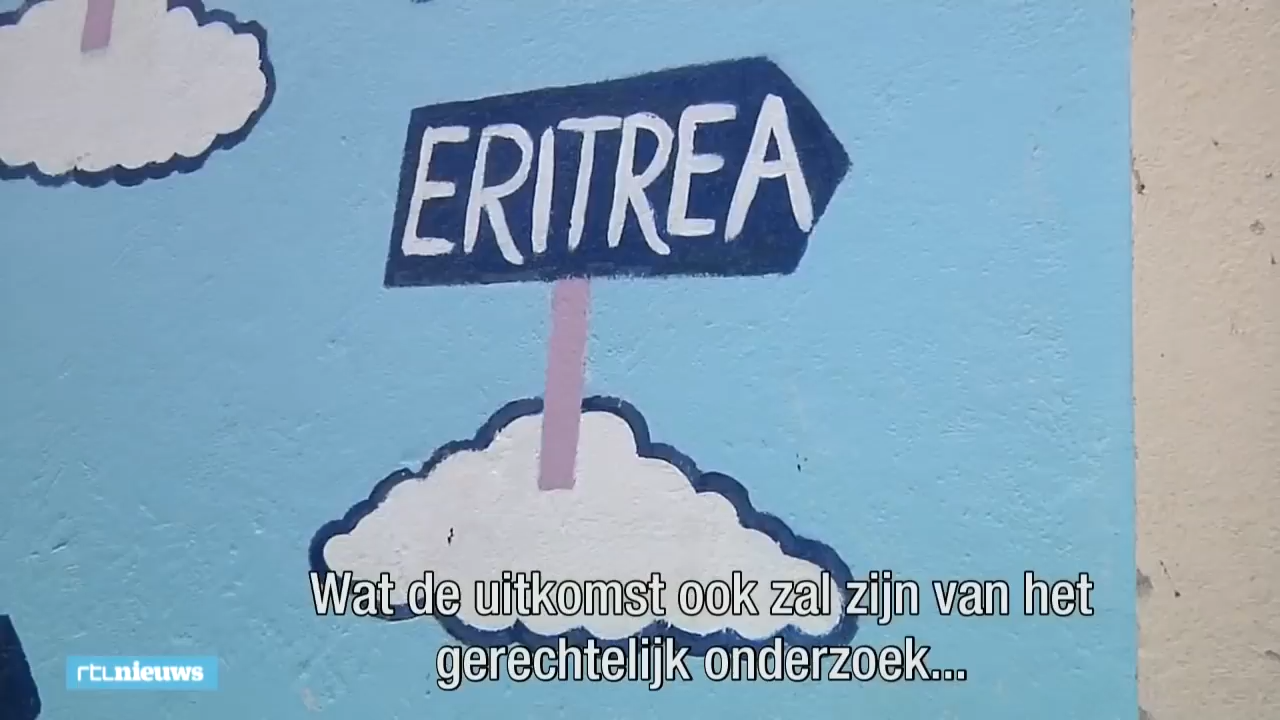 ERITREA
Wat de uitkomst ook zal zijn van het
gerechtelijk onderzoek...
rtlnieuws